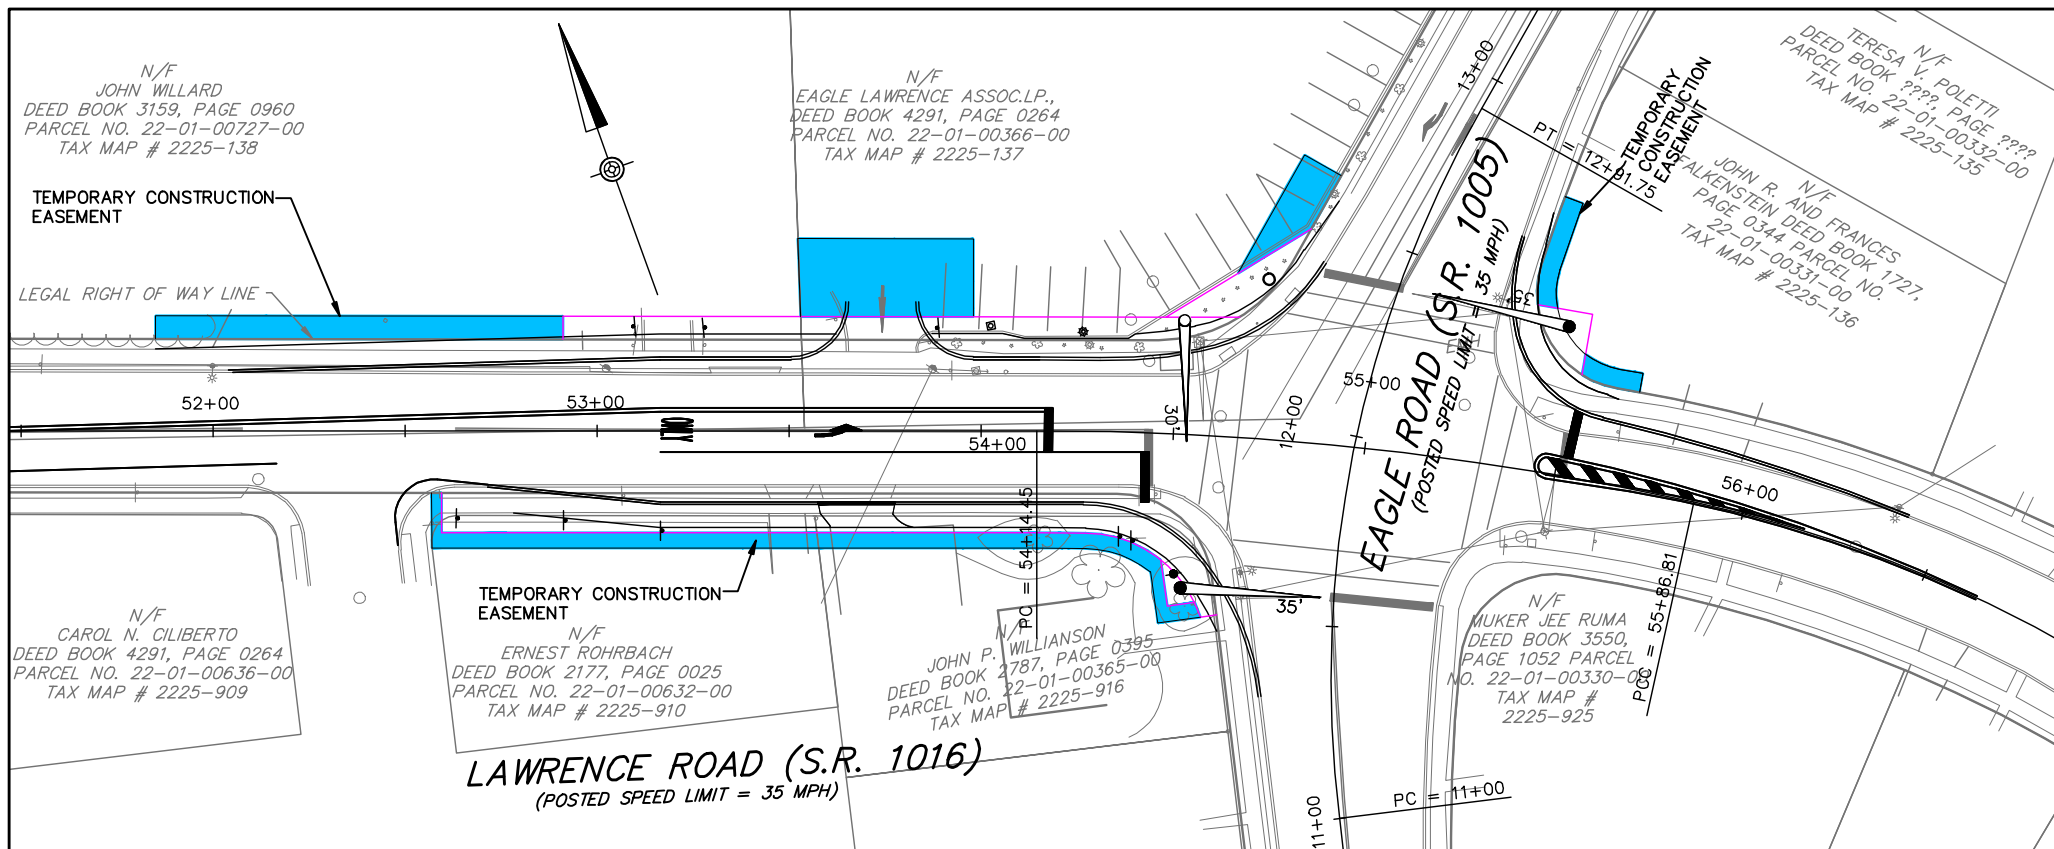 N/F
JOHN WILLARD
DEED BOOK 3159, PAGE 0960
PARCEL NO. 22-01-00727-00
TAX MAP # 2225-138
TEMPORARY CONSTRUCTION
EASEMENT
LEGAL RIGHT OF WAY LINE
N/F
EAGLE LAWRENCE ASSOC.LP.,
DEED BOOK 4291, PAGE 0264
PARCEL NO. 22-01-00366-00
TAX MAP # 2225-137
13+00
PT = 12+91.75
TEMPORARY
CONSTRUCTION
EASEMENT
N/F
TERESA V. POLETTI
DEED BOOK ????, PAGE ????
PARCEL NO. 22-01-00332-00
TAX MAP # 2225-135
N/F
JOHN R. AND FRANCES
FALKENSTEIN DEED BOOK 1727,
PAGE 0344 PARCEL NO.
22-01-00331-00
TAX MAP # 2225-136
EAGLE ROAD (S.R. 1005)
(POSTED SPEED LIMIT = 35 MPH)
35'
52+00
53+00
54+00
30'
12+00
55+00
56+00
ONLY
PC = 54+14.45
PCC = 55+86.81
TEMPORARY CONSTRUCTION
EASEMENT
35'
N/F
CAROL N. CILIBERTO
DEED BOOK 4291, PAGE 0264
PARCEL NO. 22-01-00636-00
TAX MAP # 2225-909
N/F
ERNEST ROHRBACH
DEED BOOK 2177, PAGE 0025
PARCEL NO. 22-01-00632-00
TAX MAP # 2225-910
N/F
JOHN P. WILLIANSON
DEED BOOK 2787, PAGE 0395
PARCEL NO. 22-01-00365-00
TAX MAP # 2225-916
N/F
MUKER JEE RUMA
DEED BOOK 3550,
PAGE 1052 PARCEL
NO. 22-01-00330-00
TAX MAP #
2225-925
LAWRENCE ROAD (S.R. 1016)
(POSTED SPEED LIMIT = 35 MPH)
PC = 11+00
11+00